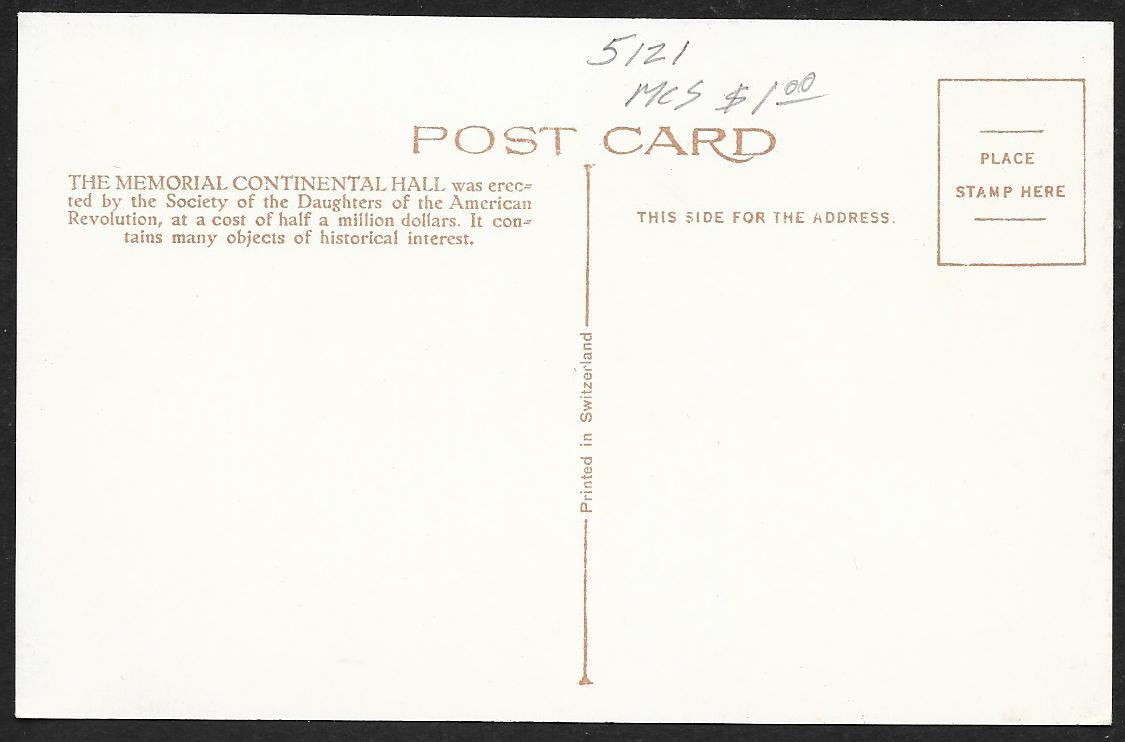 5121
MCS $1.00
POST CARD
THE MEMORIAL CONTINENTAL HALL was erec=
ted by the Society of the Daughters of the American
Revolution, at a cost of half a million dollars. It con=
tains many objects of historical interest.
THIS SIDE FOR THE ADDRESS.
PLACE
STAMP HERE
Printed in Switzerland